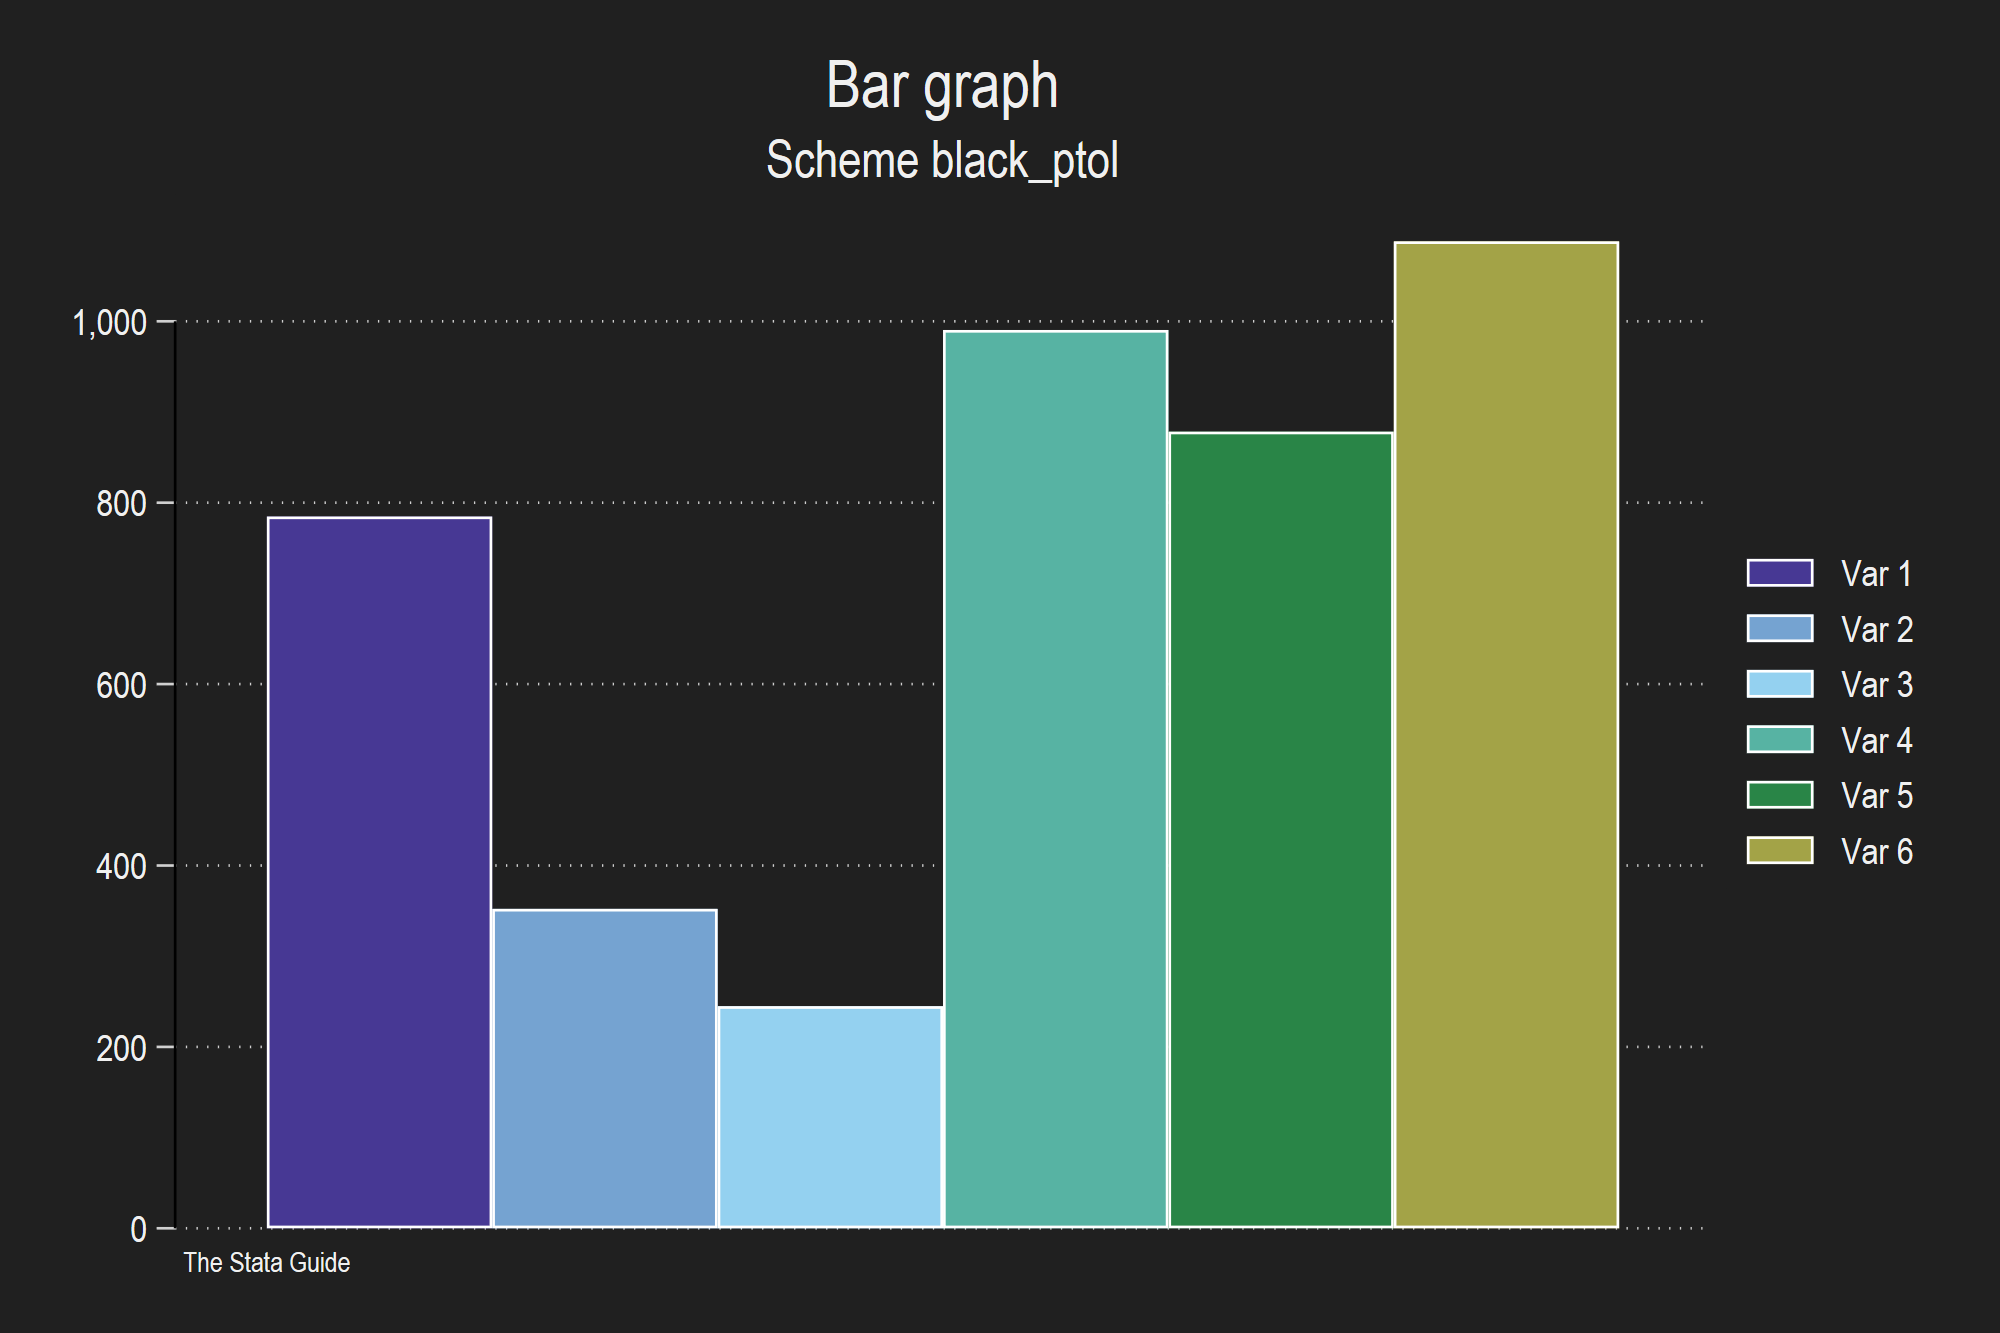 Bar graph
Scheme black_ptol
1,000
800
600
400
200
0
Var 1
Var 2
Var 3
Var 4
Var 5
Var 6
The Stata Guide